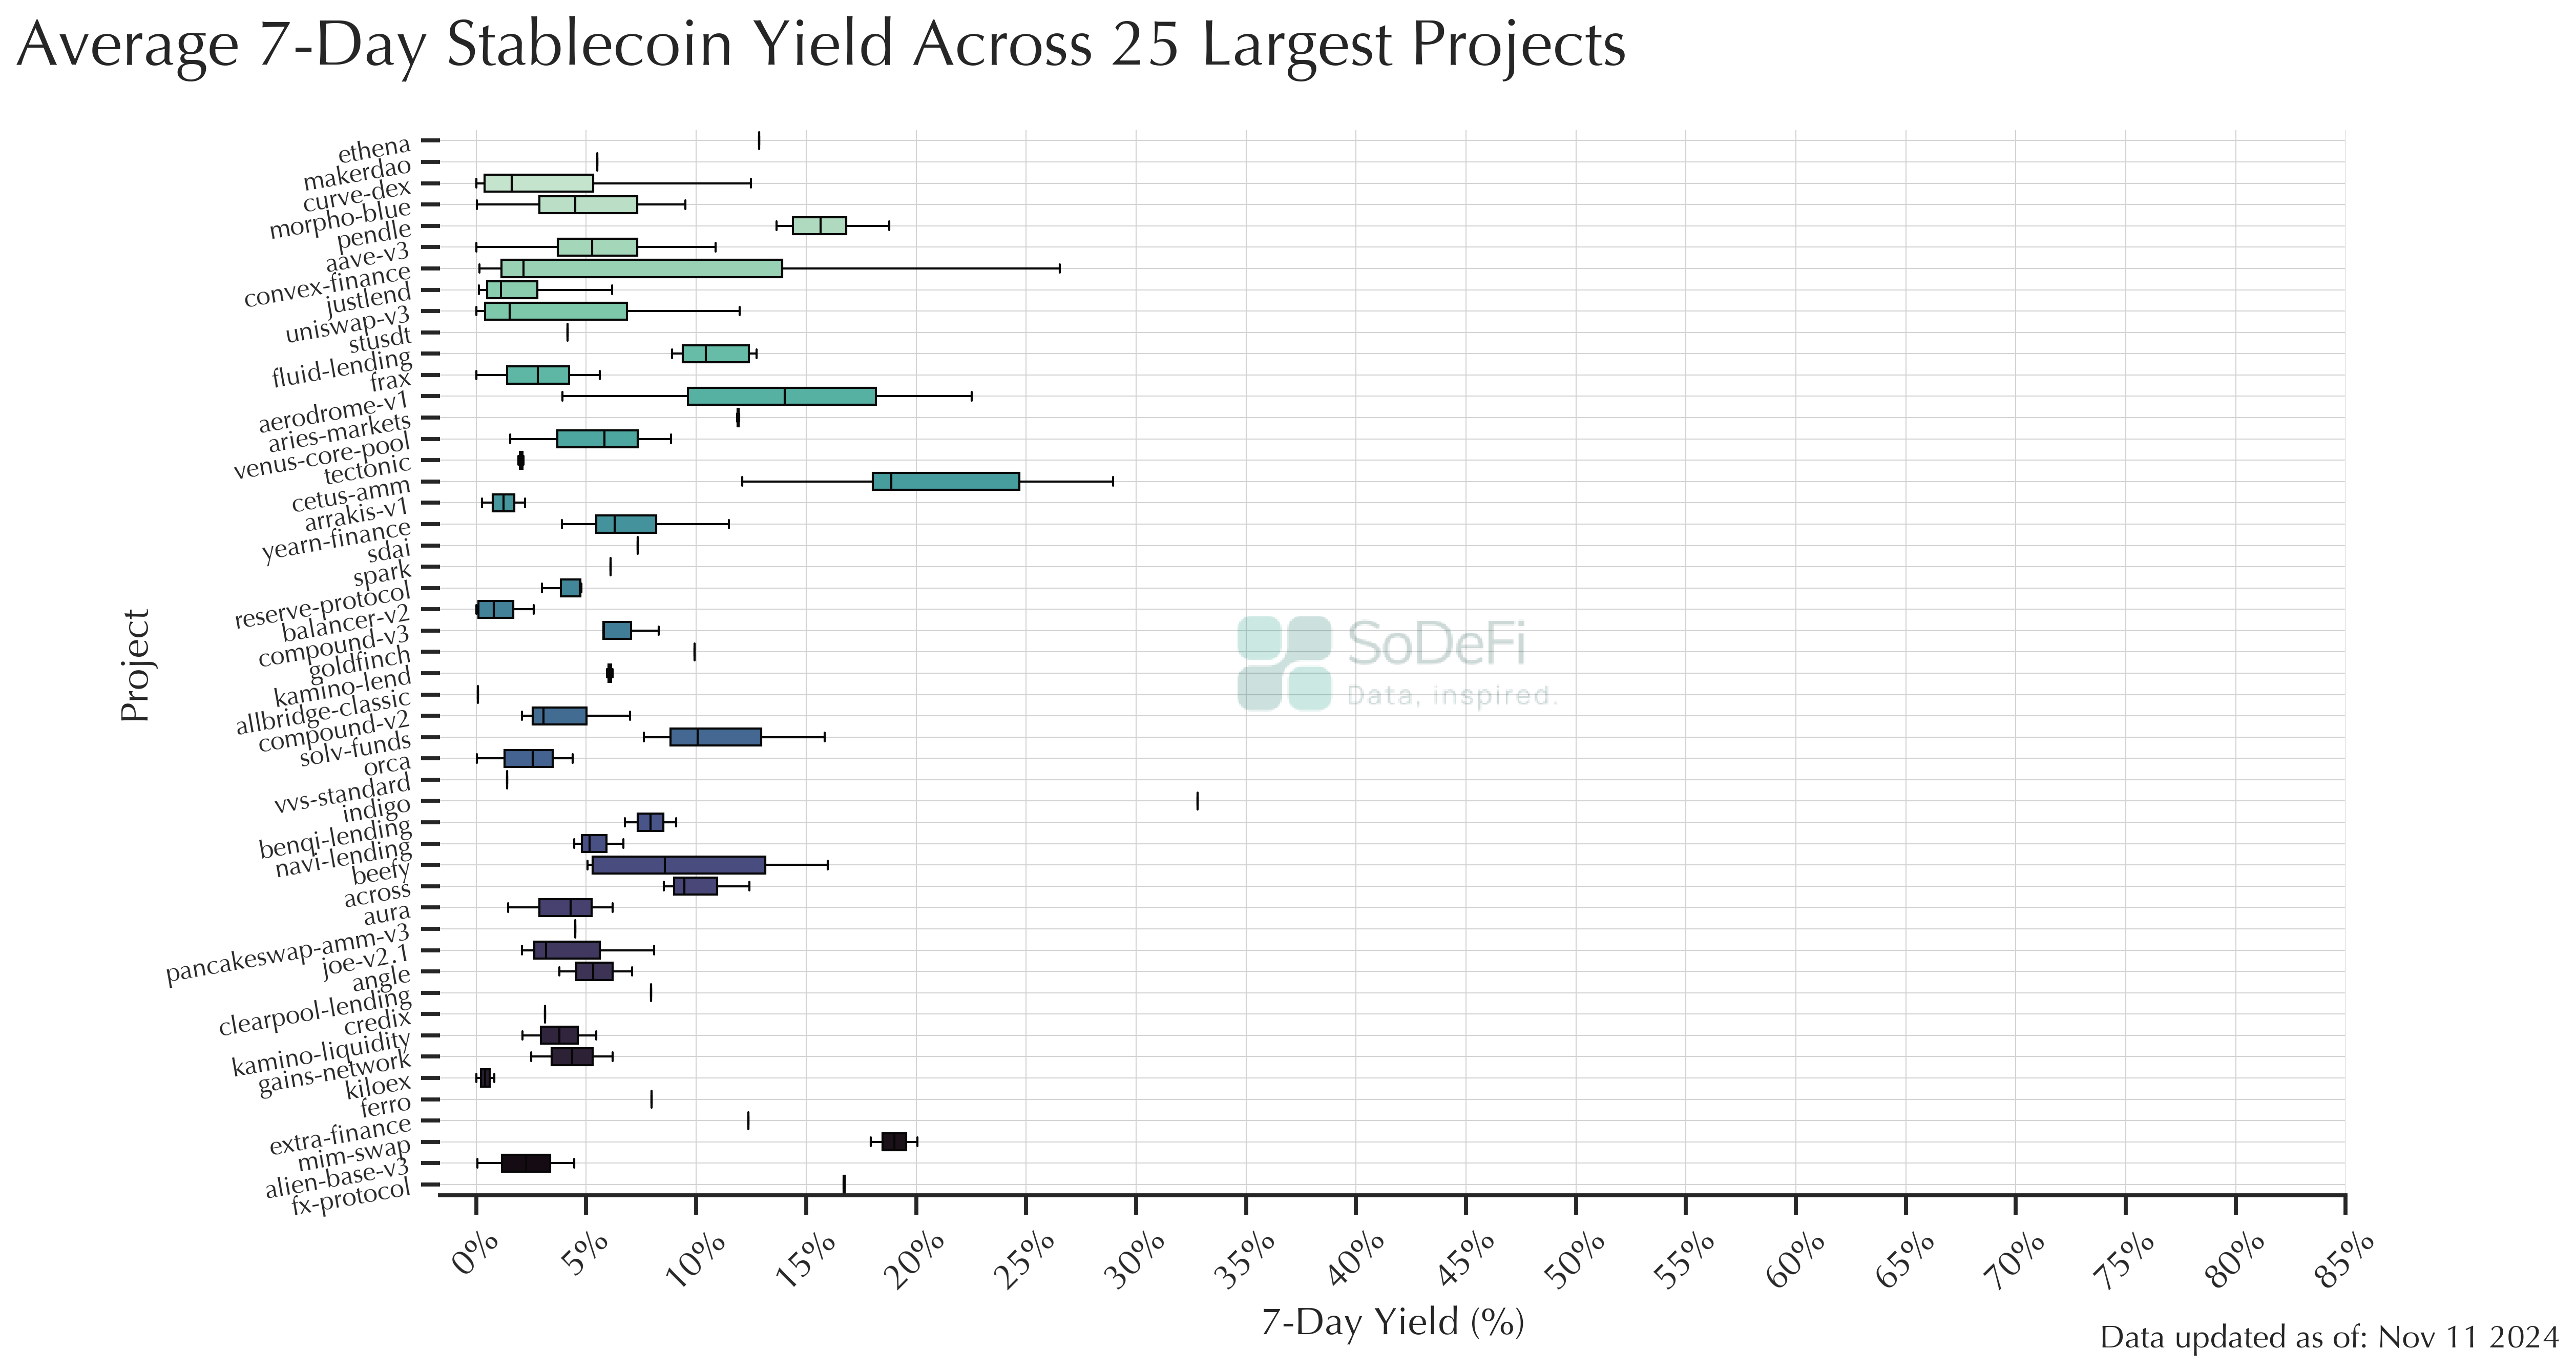 Average 7-Day Stablecoin Yield Across 25 Largest Projects
ethena
makerdao
curve-dex
morpho-blue
pendle
aave-v3
convex-finance
justlend
uniswap-v3
stusdt
fluid-lending
frax
aerodrome-v1
aries-markets
venus-core-pool
tectonic
cetus-amm
arrakis-v1
yearn-finance
sdai
spark
reserve-protocol
balancer-v2
compound-v3
goldfinch
kamino-lend
allbridge-classic
compound-v2
solv-funds
orca
vvs-standard
indigo
benqi-lending
navi-lending
beefy
across
aura
pancakeswap-amm-v3
joe-v2.1
angle
clearpool-lending
credix
kamino-liquidity
gains-network
kiloex
ferro
extra-finance
mim-swap
alien-base-v3
fx-protocol
Project
SoDeFi
Data, inspired.
0% 5% 10% 15% 20% 25% 30% 35% 40% 45% 50% 55% 60% 65% 70% 75% 80% 85%
7-Day Yield (%)
Data updated as of: Nov 11 2024